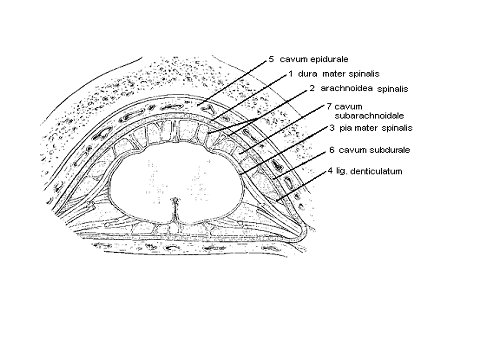 5 cavum epidurale
1 dura mater spinalis
2 arachnoidea spinalis
7 cavum
subarachnoidale
3 pia mater spinalis
6 cavum subdurale
4 lig. denticulatum